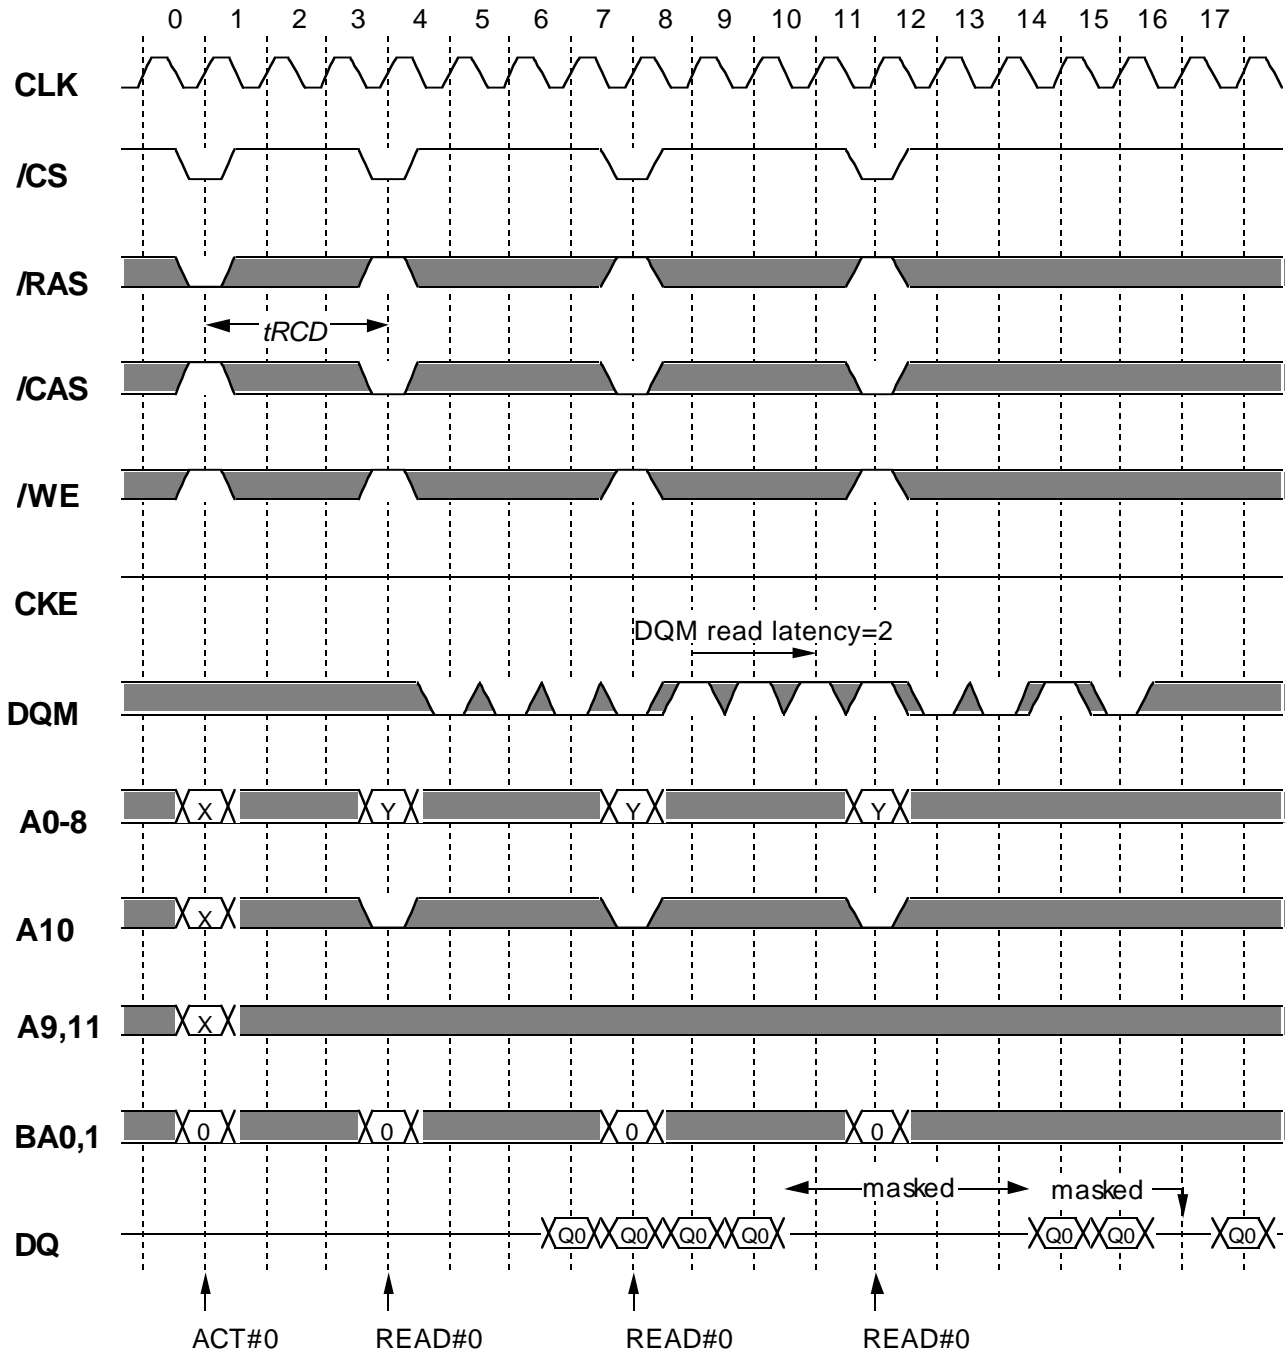 0 1 2 3 4 5 6 7 8 9 10 11 12 13 14 15 16 17
CLK
/CS
/RAS
tRCD
/CAS
/WE
CKE
DQM read latency=2
DQM
A0-8 X Y Y Y
A10 X
A9,11 X
BA0,1 0 0 0 0
masked masked
DQ Q0 Q0 Q0 Q0 Q0 Q0 Q0
ACT#0 READ#0 READ#0 READ#0